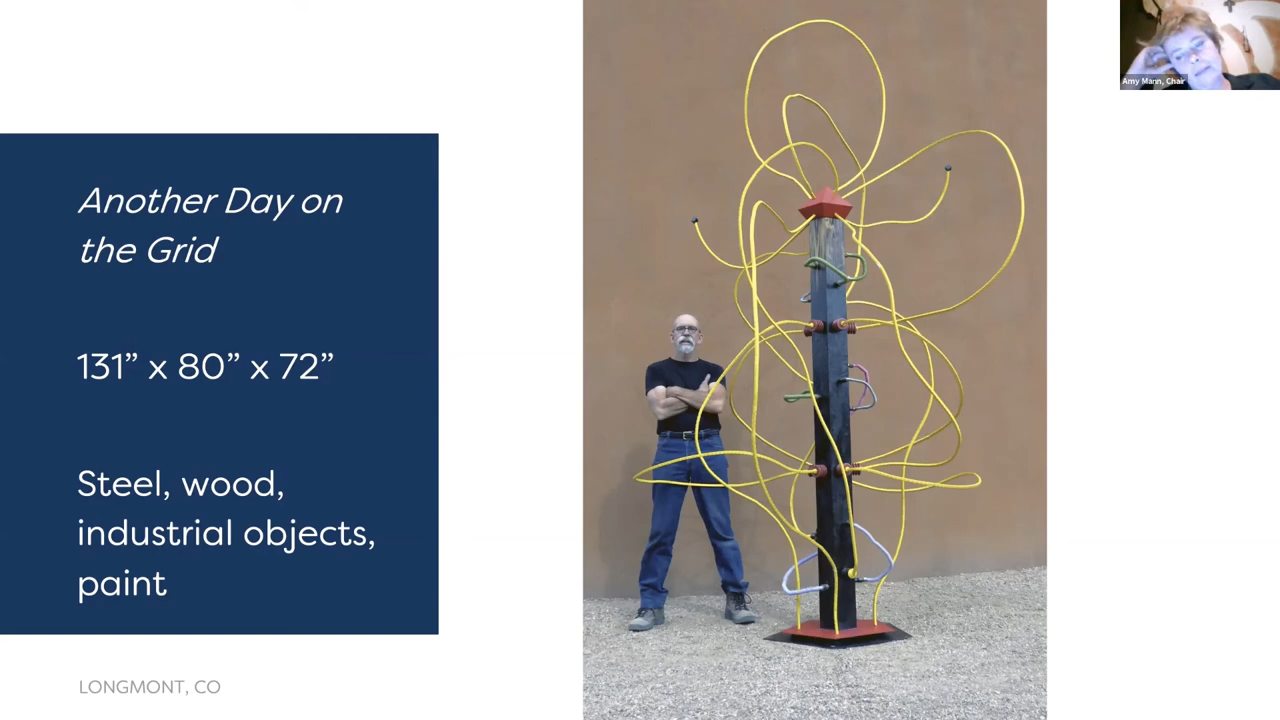 Another Day on
the Grid
131” x 80” x 72”
Steel, wood,
industrial objects,
paint
LONGMONT, CO
Amy Mann, Chair